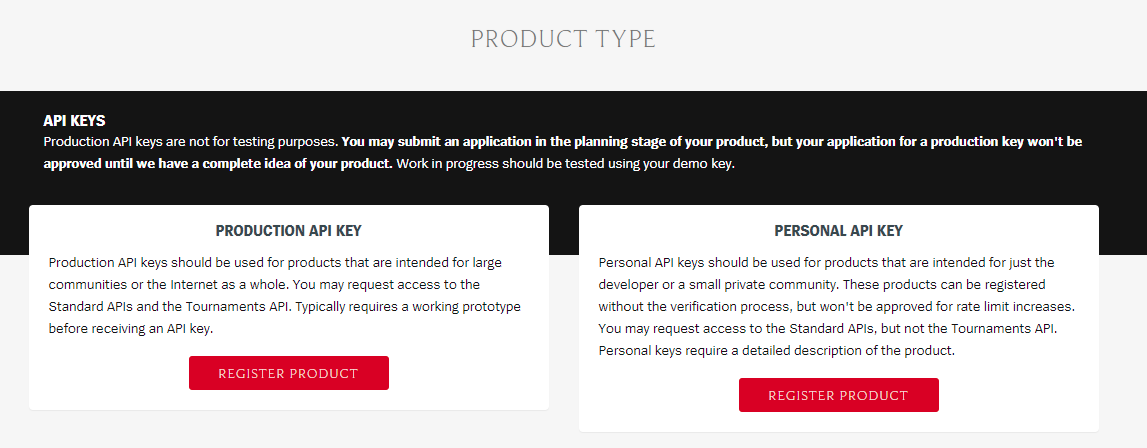 PRODUCT TYPE
API KEYS
Production API keys are not for testing purposes. You may submit an application in the planning stage of your product, but your application for a production key won't be
approved until we have a complete idea of your product. Work in progress should be tested using your demo key.
PRODUCTION API KEY
Production API keys should be used for products that are intended for large
communities or the Internet as a whole. You may request access to the
Standard APIs and the Tournaments API. Typically requires a working prototype
before receiving an API key.
REGISTER PRODUCT
PERSONAL API KEY
Personal API keys should be used for products that are intended for just the
developer or a small private community. These products can be registered
without the verification process, but won't be approved for rate limit increases.
You may request access to the Standard APIs, but not the Tournaments API.
Personal keys require a detailed description of the product.
REGISTER PRODUCT